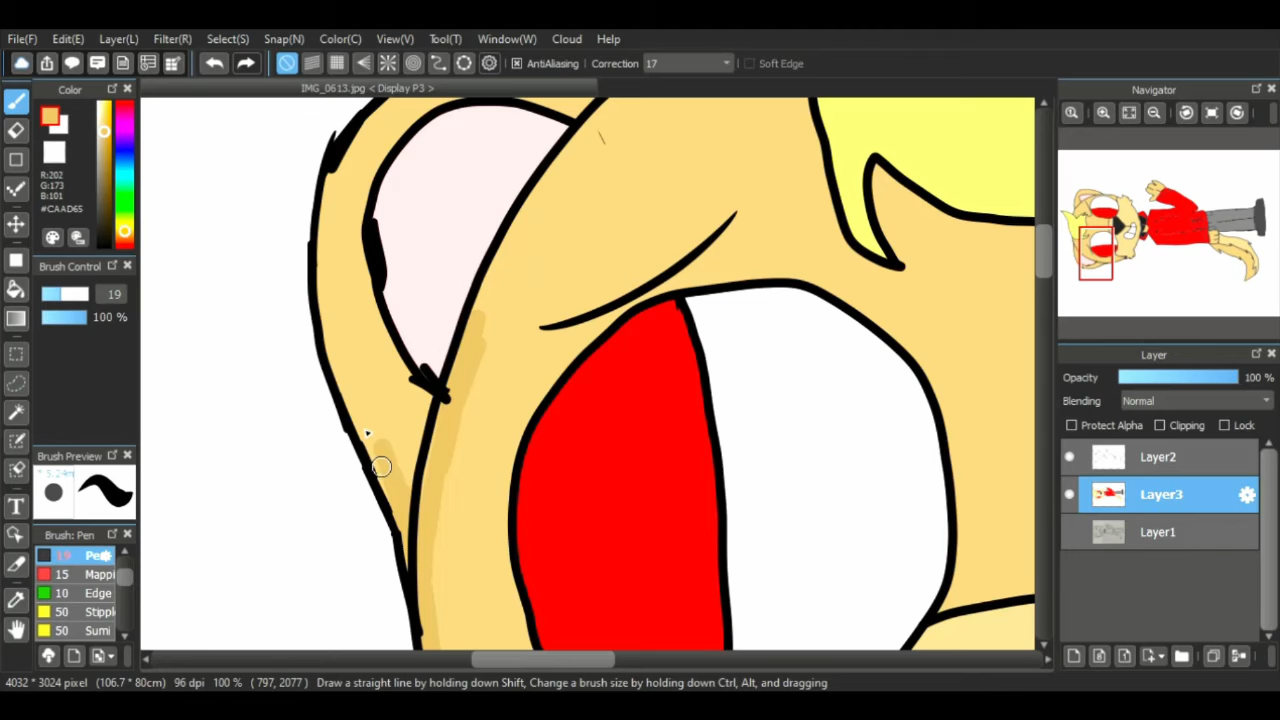 File(F) Edit(E) Layer(L) Filter(R) Select(S) Snap(N) Color(C) View(V) Tool(T) Window(W) Cloud Help
AntiAliasing Correction 17 Soft Edge
Color
IMG_0613.jpg < Display P3 >
Navigator
R:202
G:173
B:101
#CAAD65
Brush Control
19
100 %
Layer
Opacity 100 %
Blending Normal
Protect Alpha Clipping Lock
Brush Preview
Layer2
Layer3
Layer1
Brush: Pen
19 Pe
15 Mappi
10 Edge
50 Stippl
50 Sumi
4032 * 3024 pixel (106.7 * 80cm) 96 dpi 100 % ( 797, 2077 ) Draw a straight line by holding down Shift, Change a brush size by holding down Ctrl, Alt, and dragging